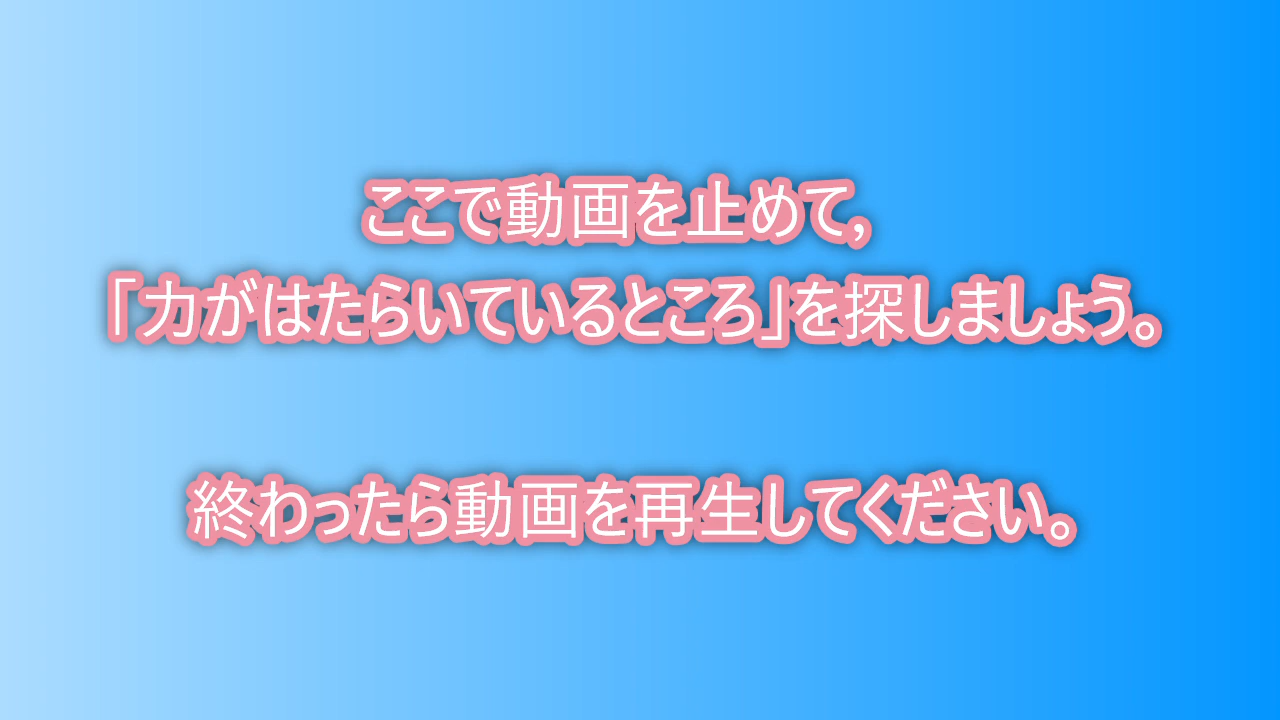 ここで動画を止めて,
「力がはたらいているところ」を探しましょう。
終わったら動画を再生してください。